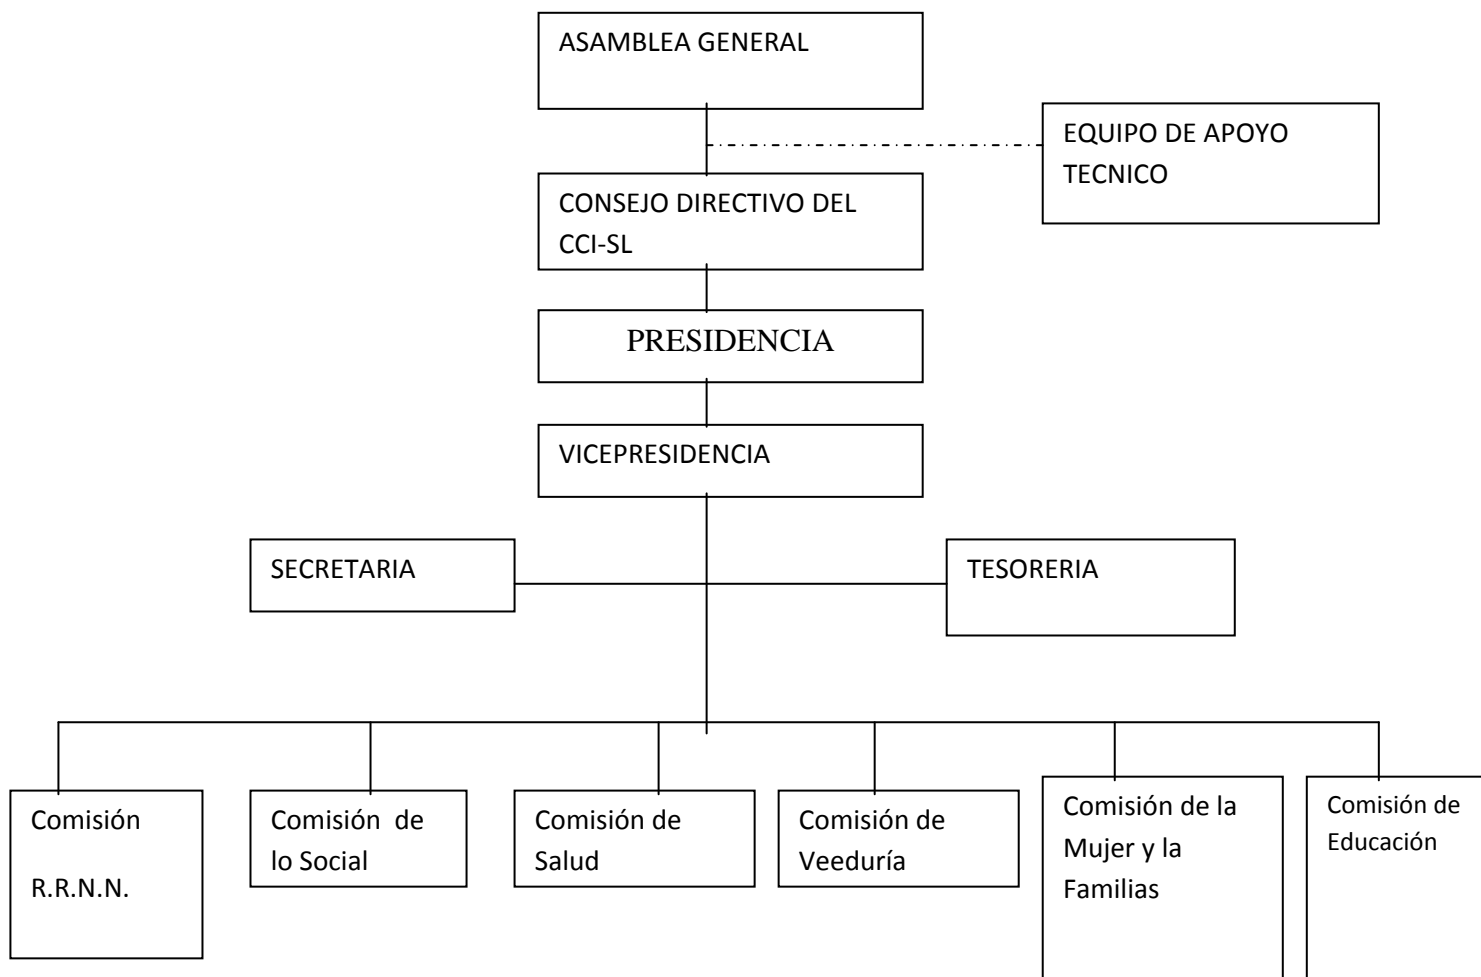 ASAMBLEA GENERAL
EQUIPO DE APOYO
TECNICO
CONSEJO DIRECTIVO DEL
CCI-SL
PRESIDENCIA
VICEPRESIDENCIA
SECRETARIA
TESORERIA
Comisión
R.R.N.N.
Comisión de
lo Social
Comisión de
Salud
Comisión de
Veeduría
Comisión de la
Mujer y la
Familias
Comisión de
Educación